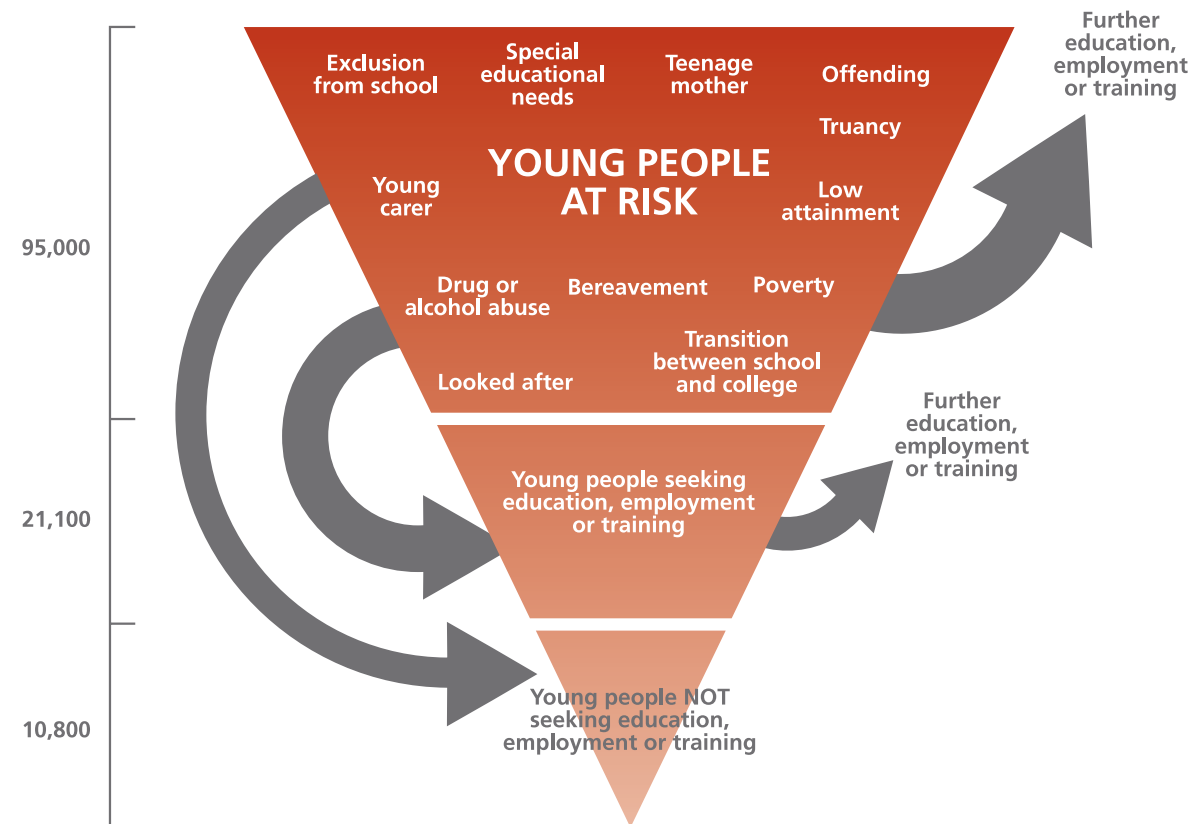 Further
education,
employment
or training
Exclusion
from school
Special
educational
needs
Teenage
mother
Offending
Truancy
YOUNG PEOPLE
AT RISK
Young
carer
Low
attainment
95,000
Drug or
alcohol abuse
Bereavement
Poverty
Transition
between school
and college
Looked after
Further
education,
employment
or training
21,100
Young people seeking
education, employment
or training
10,800
Young people NOT
seeking education,
employment or training